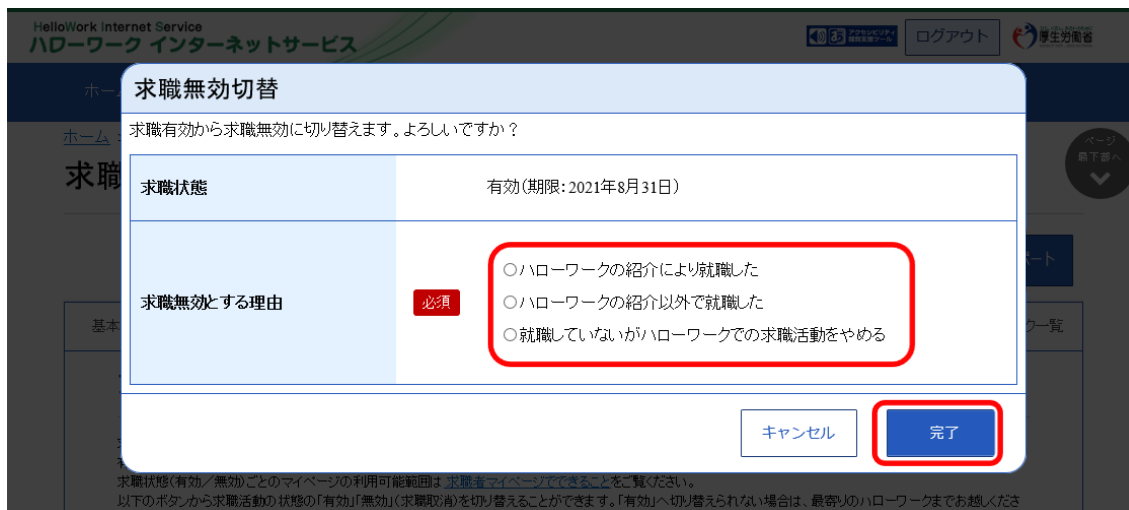 HelloWork Internet Service
ハローワーク インターネットサービス
ログアウト
厚生労働省
ホーム
求職無効切替
求職有効から求職無効に切り替えます。よろしいですか？
ホーム
ページ
最下部へ
求職
求職状態
有効(期限:2021年8月31日)
求職無効とする理由
必須
○ハローワークの紹介により就職した
○ハローワークの紹介以外で就職した
○就職していないがハローワークでの求職活動をやめる
ート
基本
ク一覧
キャンセル
完了
求職状態(有効/無効)ごとのマイページの利用可能範囲は 求職者マイページでできること をご覧ください。
以下のボタンから求職活動の状態の「有効」「無効」(求職取消)を切り替えることができます。「有効」へ切り替えられない場合は、最寄りのハローワークまでお越しくださ